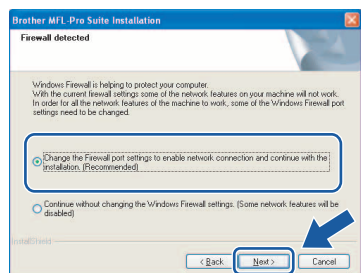 Brother MFL-Pro Suite Installation
Firewall detected
Windows Firewall is helping to protect your computer.
With the current firewall settings some of the network features on your machine will not work.
In order for all the network features of the machine to work, some of the Windows Firewall port
settings need to be changed.
Change the Firewall port settings to enable network connection and continue with the
installation. (Recommended)
Continue without changing the Windows Firewall settings. (Some network features will be
disabled)
InstallShield
< Back
Next >
Cancel